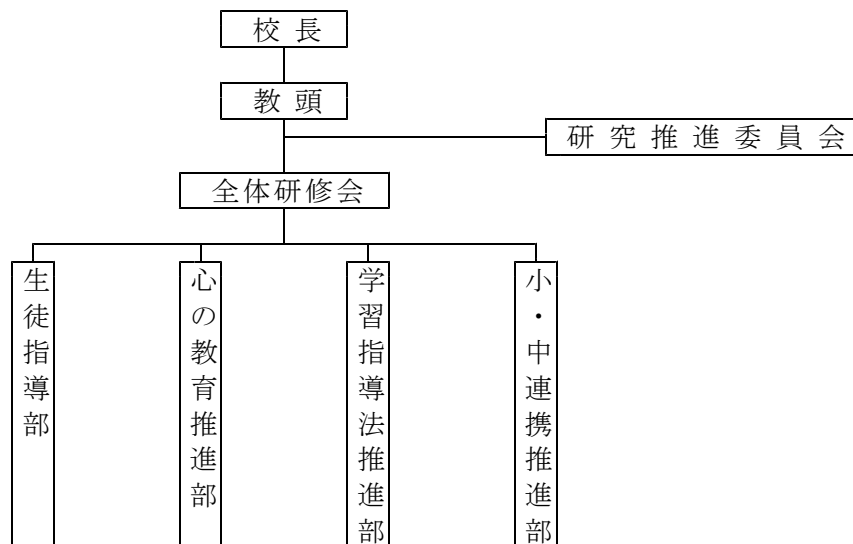 校長
教頭
研究推進委員会
全体研修会
生徒指導部
心の教育推進部
学習指導法推進部
小・中連携推進部